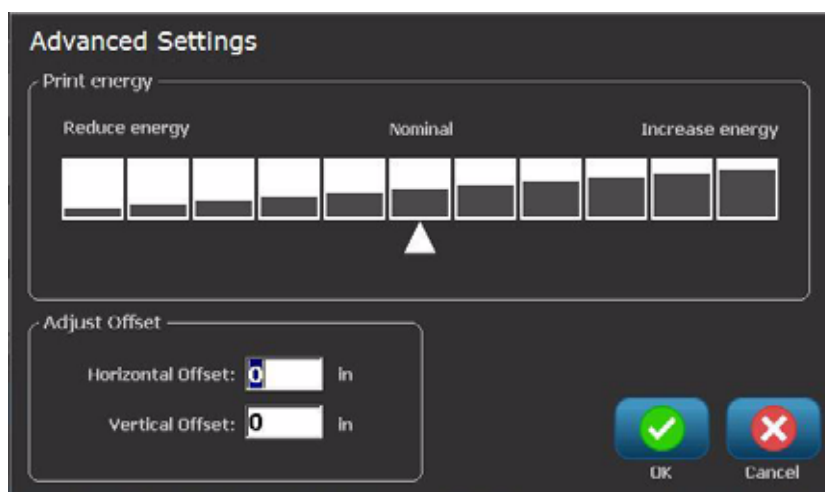 Advanced Settings
Print energy
Reduce energy Nominal Increase energy
Adjust Offset
Horizontal Offset: 0 in
Vertical Offset: 0 in
OK Cancel